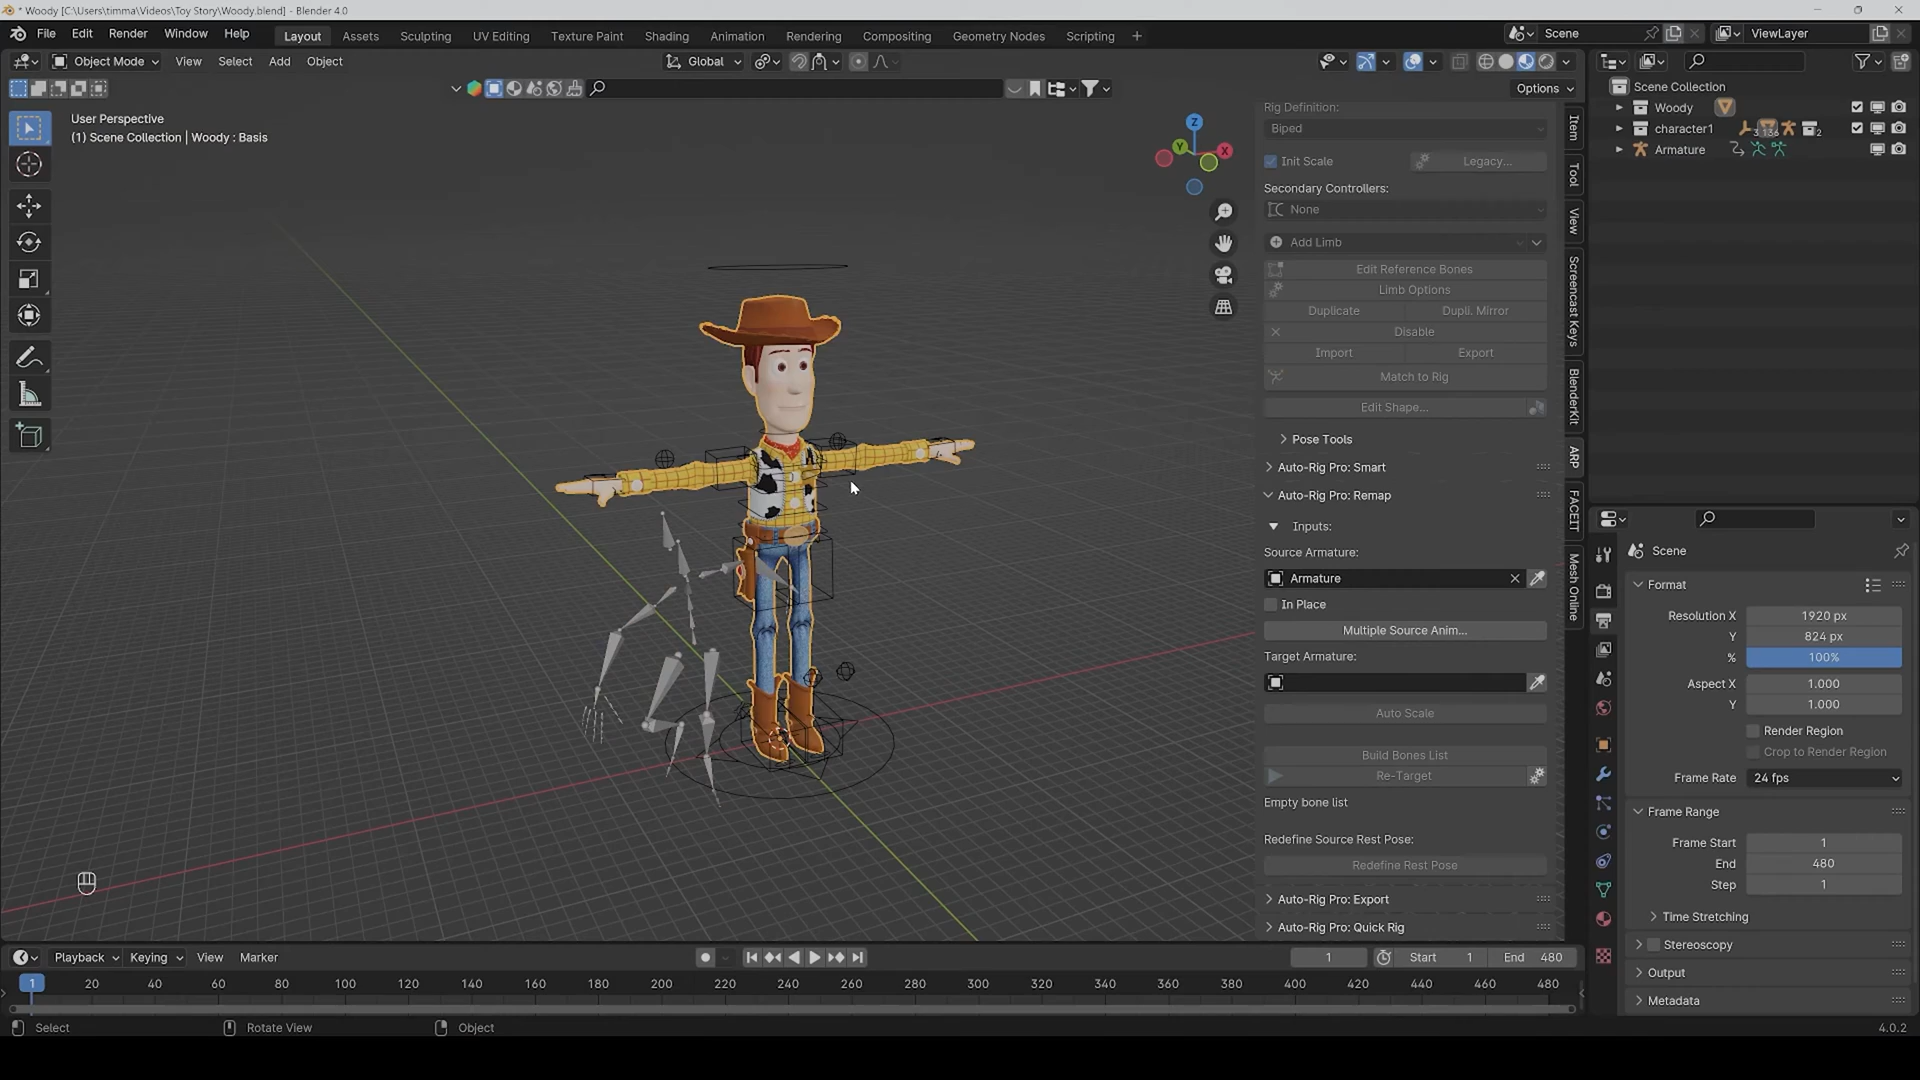 * Woody [C:\Users\timma\Videos\Toy Story\Woody.blend] - Blender 4.0
File Edit Render Window Help Layout Assets Sculpting UV Editing Texture Paint Shading Animation Rendering Compositing Geometry Nodes Scripting + Scene ViewLayer
Object Mode View Select Add Object Global
Options
User Perspective
(1) Scene Collection | Woody : Basis
Z
Y
X
Rig Definition:
Biped
Init Scale Legacy...
Secondary Controllers:
None
Add Limb
Edit Reference Bones
Limb Options
Duplicate Dupli. Mirror
Disable
Import Export
Match to Rig
Edit Shape...
Pose Tools
Auto-Rig Pro: Smart
Auto-Rig Pro: Remap
Inputs:
Source Armature:
Armature
In Place
Multiple Source Anim...
Target Armature:
Auto Scale
Build Bones List
Re-Target
Empty bone list
Redefine Source Rest Pose:
Redefine Rest Pose
Auto-Rig Pro: Export
Auto-Rig Pro: Quick Rig
Item
Tool
View
Screencast Keys
BlenderKit
ARP
FACEIT
Mesh Online
Scene Collection
Woody
character1 3 136 2
Armature
Scene
Format
Resolution X 1920 px
Y 824 px
% 100%
Aspect X 1.000
Y 1.000
Render Region
Crop to Render Region
Frame Rate 24 fps
Frame Range
Frame Start 1
End 480
Step 1
Time Stretching
Stereoscopy
Output
Metadata
Playback Keying View Marker 1 Start 1 End 480
1 20 40 60 80 100 120 140 160 180 200 220 240 260 280 300 320 340 360 380 400 420 440 460 480
Select Rotate View Object 4.0.2